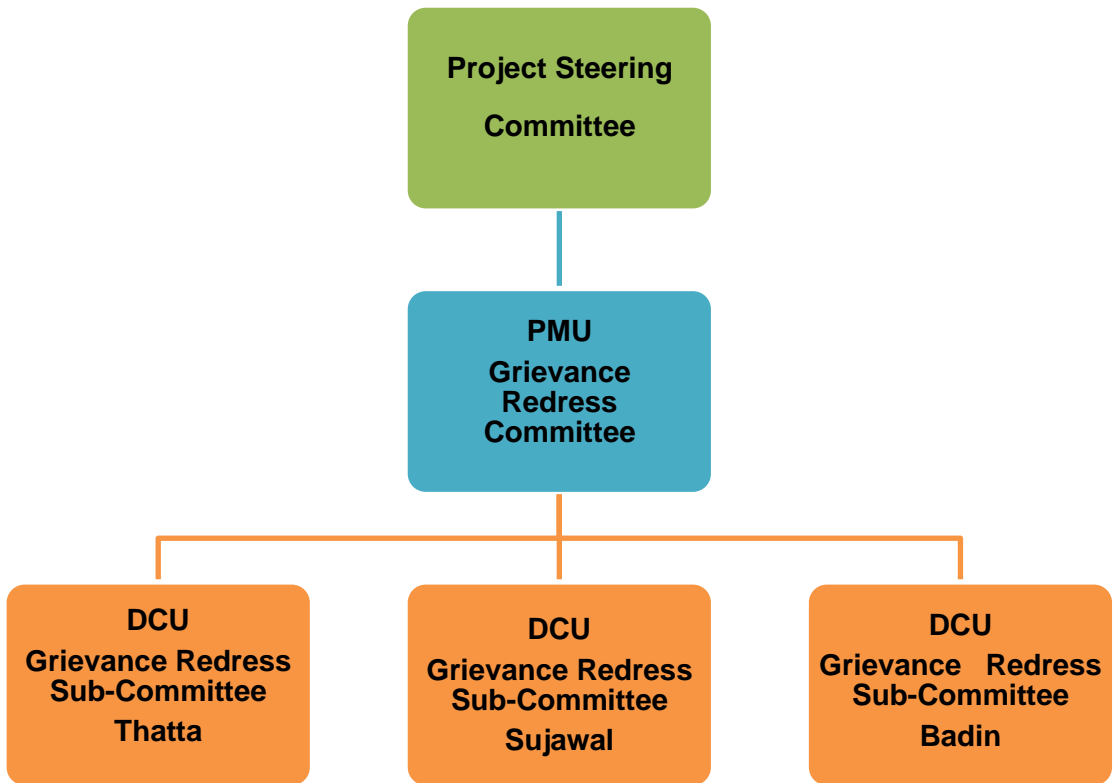 Project Steering
Committee
PMU
Grievance
Redress
Committee
DCU
Grievance Redress
Sub-Committee
Thatta
DCU
Grievance Redress
Sub-Committee
Sujawal
DCU
Grievance Redress
Sub-Committee
Badin